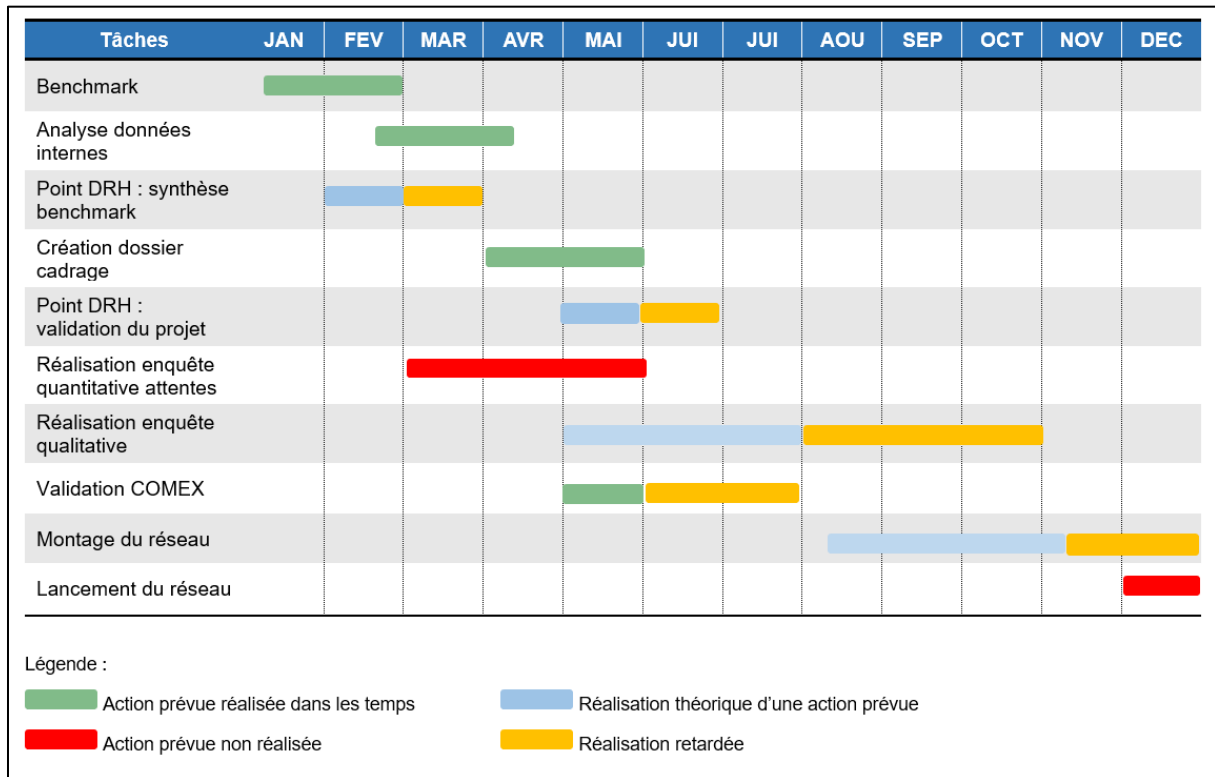 Tâches JAN FEV MAR AVR MAI JUI JUI AOU SEP OCT NOV DEC
Benchmark
Analyse données
internes
Point DRH : synthèse
benchmark
Création dossier
cadrage
Point DRH :
validation du projet
Réalisation enquête
quantitative attentes
Réalisation enquête
qualitative
Validation COMEX
Montage du réseau
Lancement du réseau
Légende :
Action prévue réalisée dans les temps
Réalisation théorique d'une action prévue
Action prévue non réalisée
Réalisation retardée